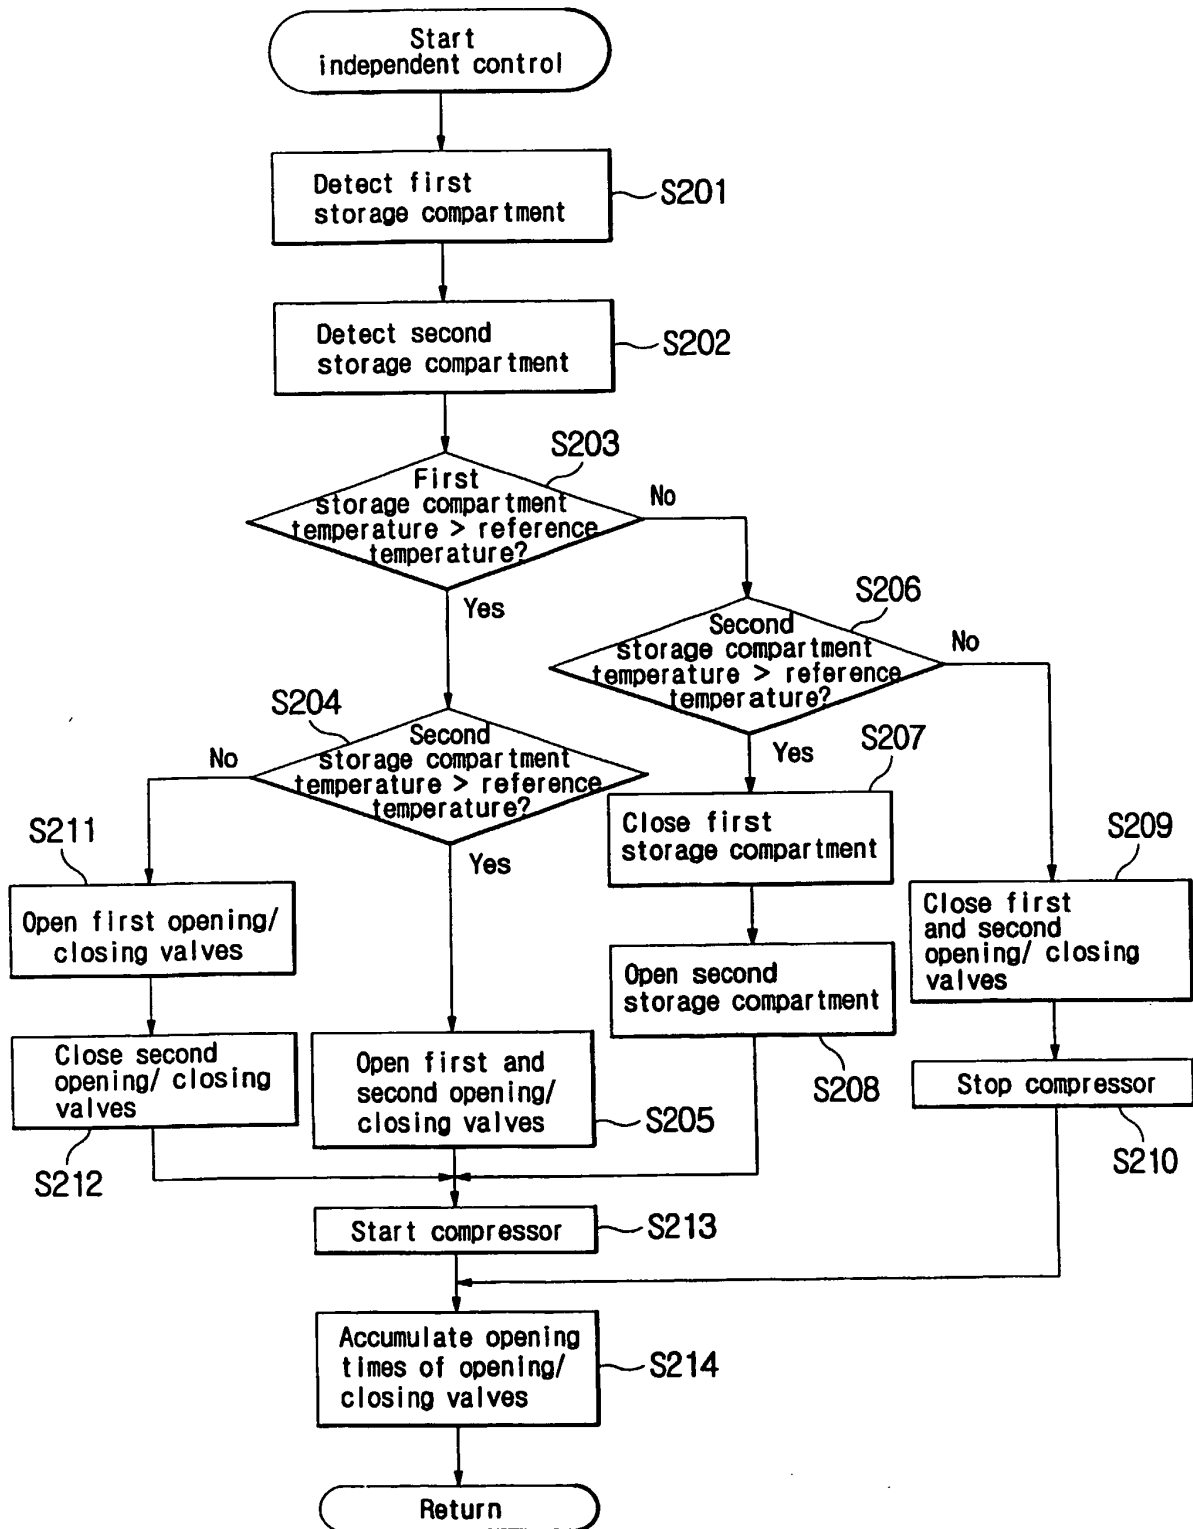 Start
independent control
Detect first
storage compartment
S201
Detect second
storage compartment
S202
S203
First
storage compartment
temperature > reference
temperature?
No
Yes
S206
Second
storage compartment
temperature > reference
temperature?
No
Yes
S204
Second
storage compartment
temperature > reference
temperature?
No
Yes
S207
Close first
storage compartment
S209
Close first
and second
opening/ closing
valves
S211
Open first opening/
closing valves
Open second
storage compartment
S208
Close second
opening/ closing
valves
S212
Open first and
second opening/
closing valves
S205
Stop compressor
S210
Start compressor
S213
Accumulate opening
times of opening/
closing valves
S214
Return